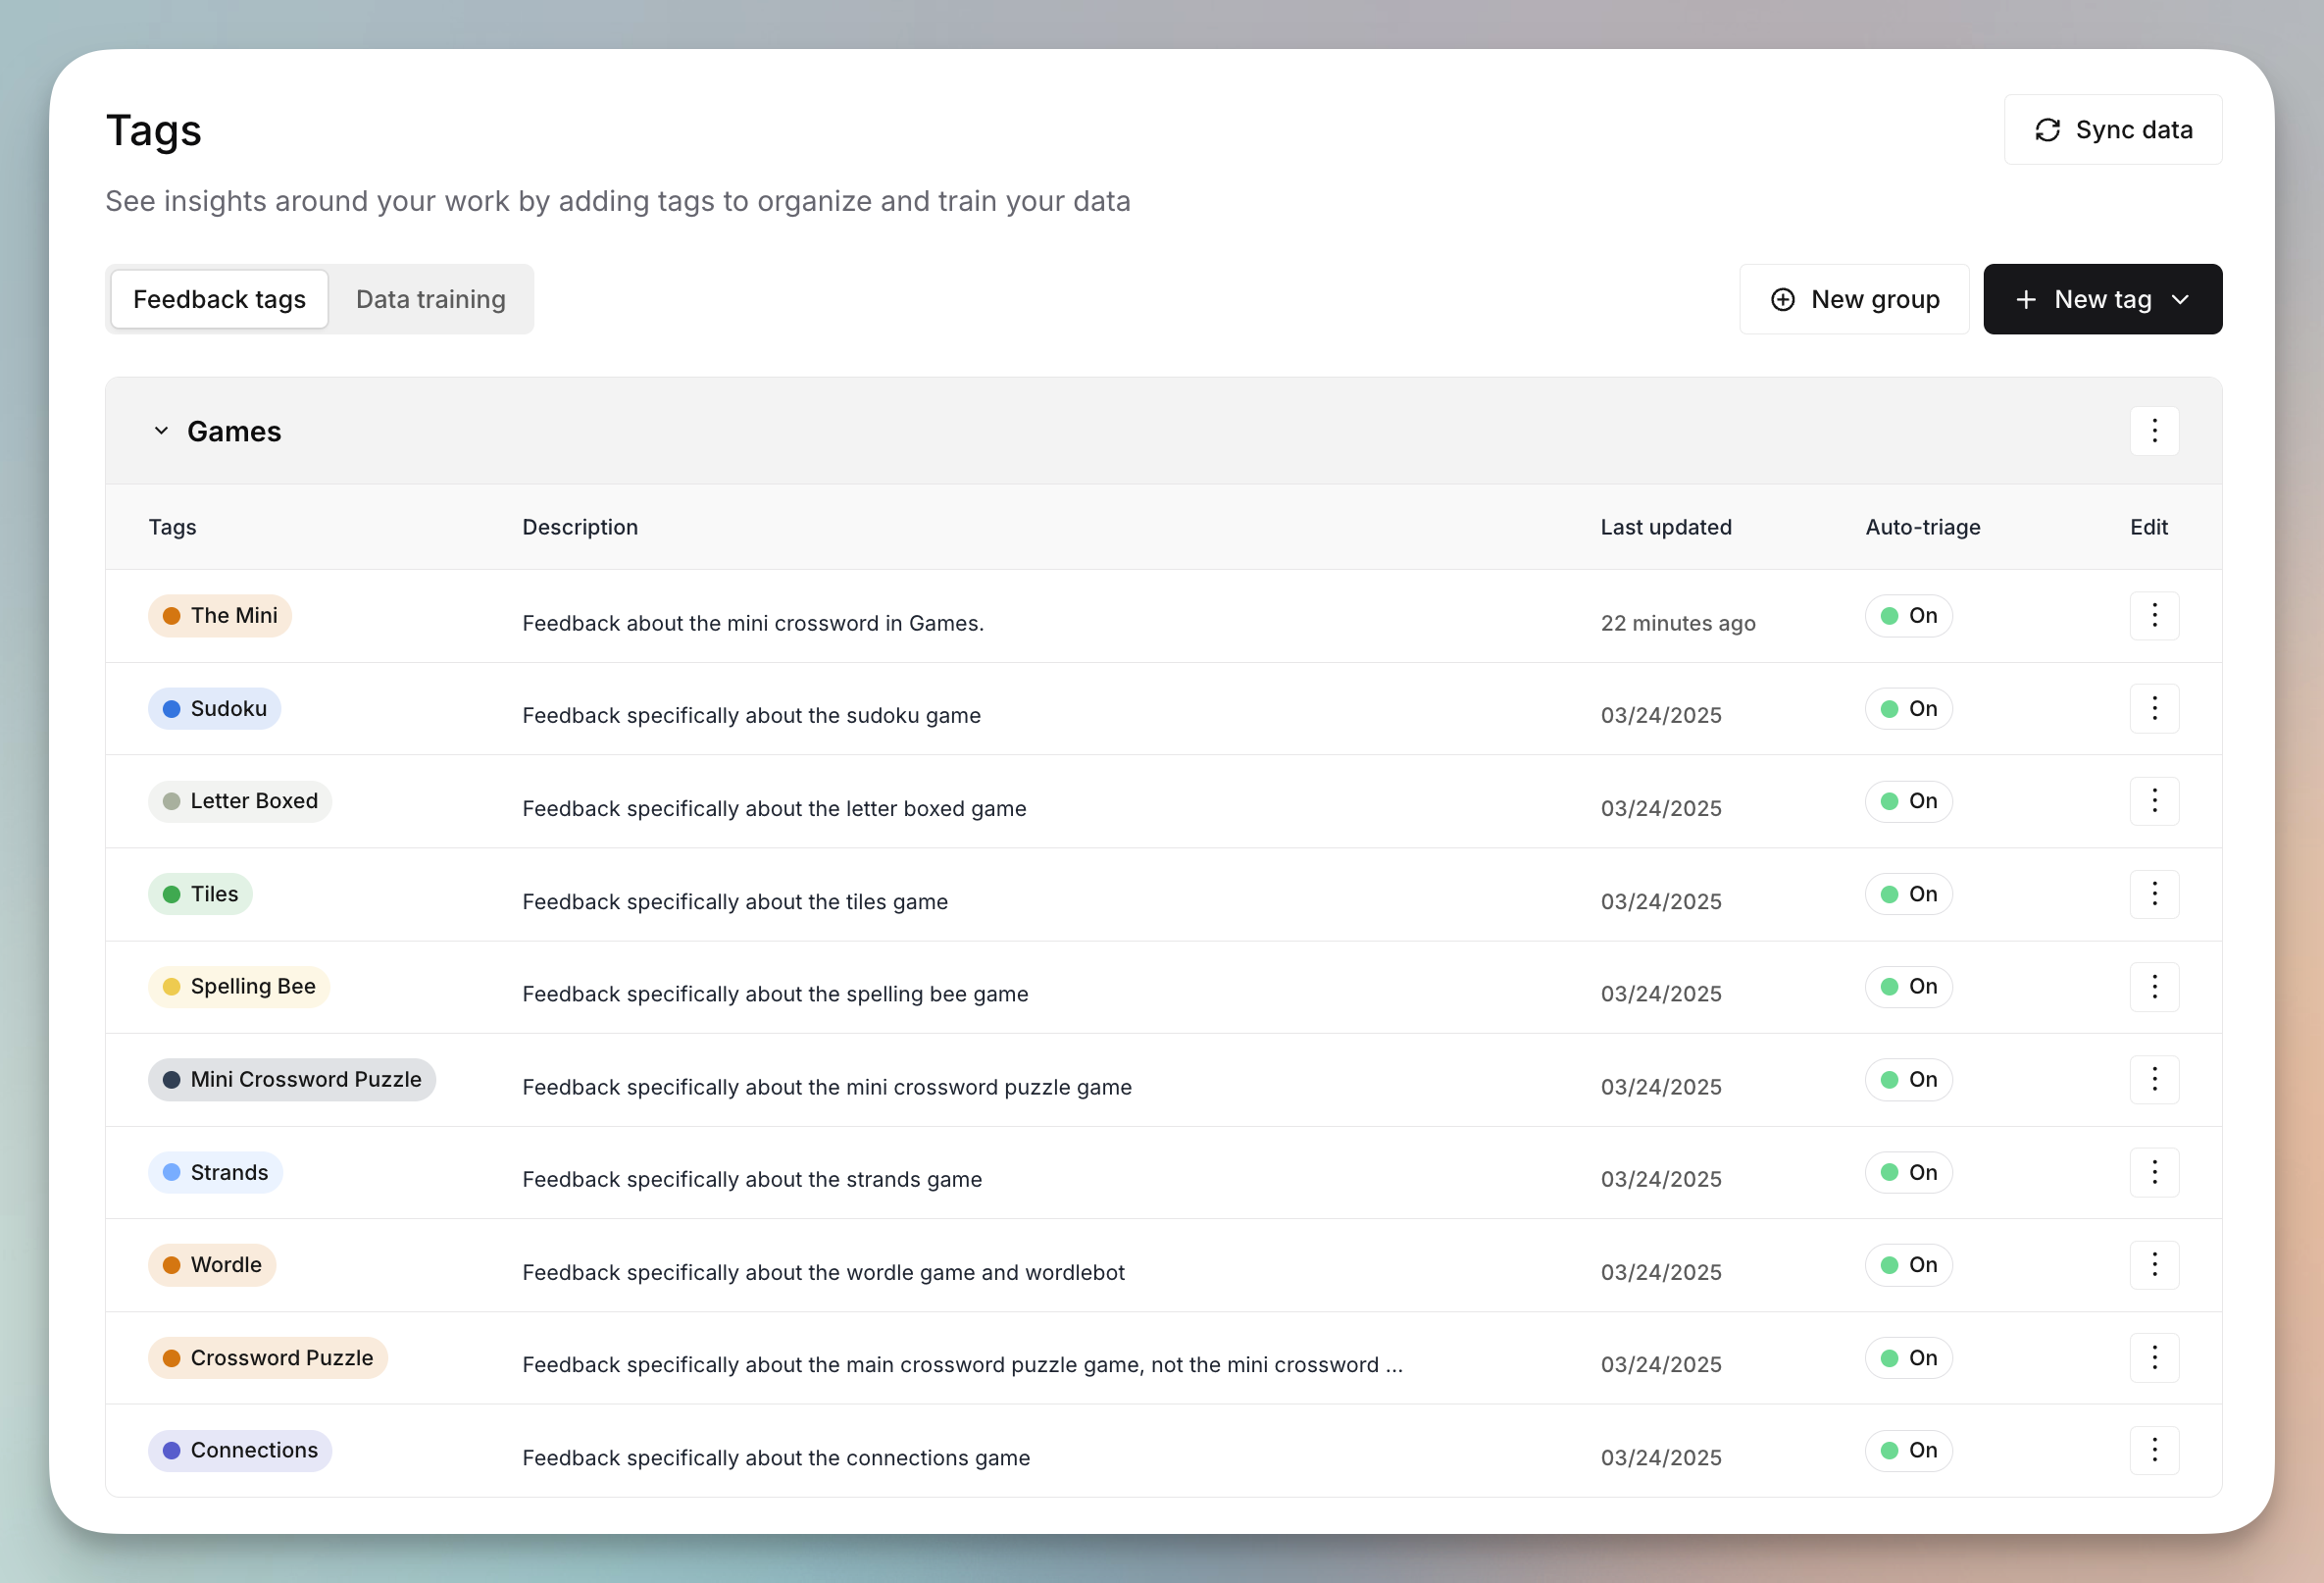 Tags
Sync data
See insights around your work by adding tags to organize and train your data
Feedback tags Data training New group New tag
Games
Tags Description Last updated Auto-triage Edit
The Mini Feedback about the mini crossword in Games. 22 minutes ago On
Sudoku Feedback specifically about the sudoku game 03/24/2025 On
Letter Boxed Feedback specifically about the letter boxed game 03/24/2025 On
Tiles Feedback specifically about the tiles game 03/24/2025 On
Spelling Bee Feedback specifically about the spelling bee game 03/24/2025 On
Mini Crossword Puzzle Feedback specifically about the mini crossword puzzle game 03/24/2025 On
Strands Feedback specifically about the strands game 03/24/2025 On
Wordle Feedback specifically about the wordle game and wordlebot 03/24/2025 On
Crossword Puzzle Feedback specifically about the main crossword puzzle game, not the mini crossword ... 03/24/2025 On
Connections Feedback specifically about the connections game 03/24/2025 On